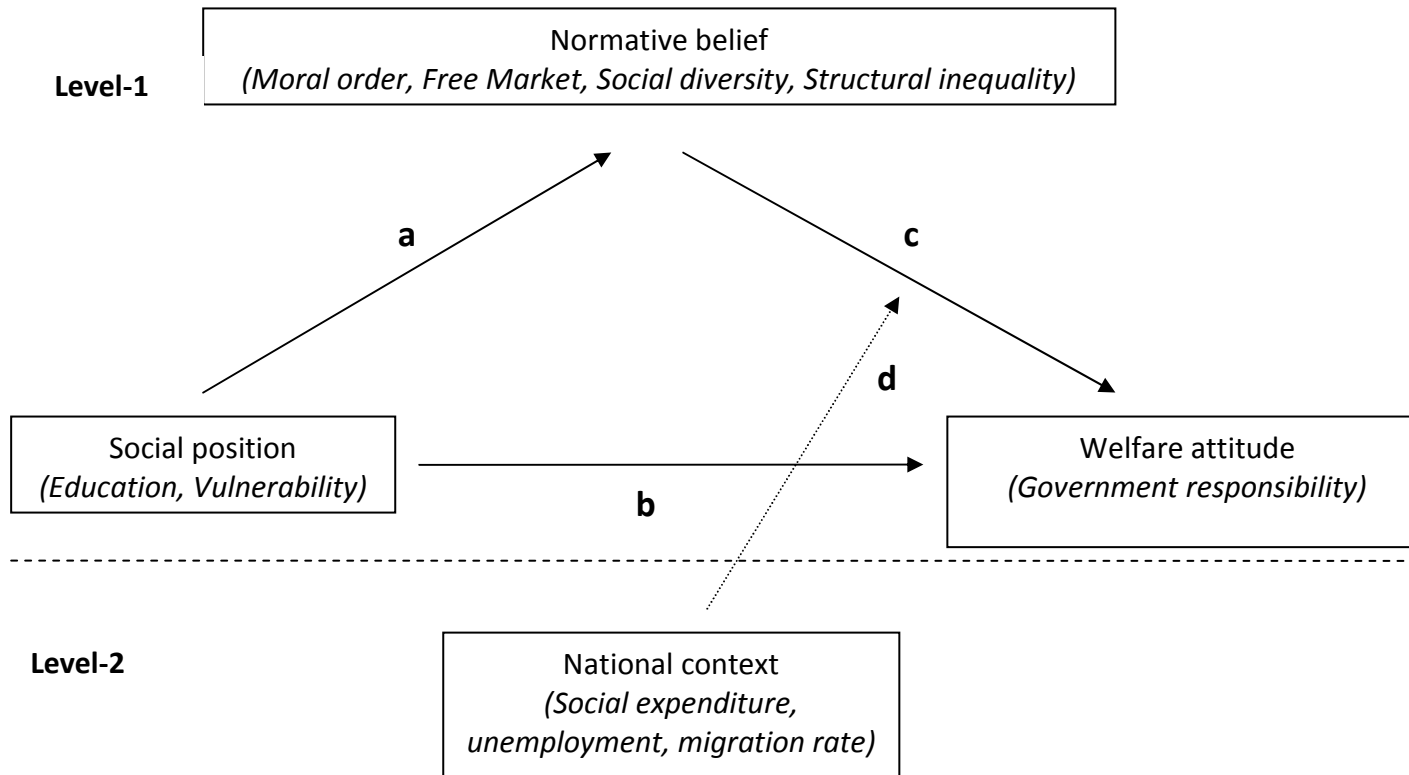 Normative belief
(Moral order, Free Market, Social diversity, Structural inequality)
Level-1
a
c
d
Social position
(Education, Vulnerability)
b
Welfare attitude
(Government responsibility)
Level-2
National context
(Social expenditure,
unemployment, migration rate)